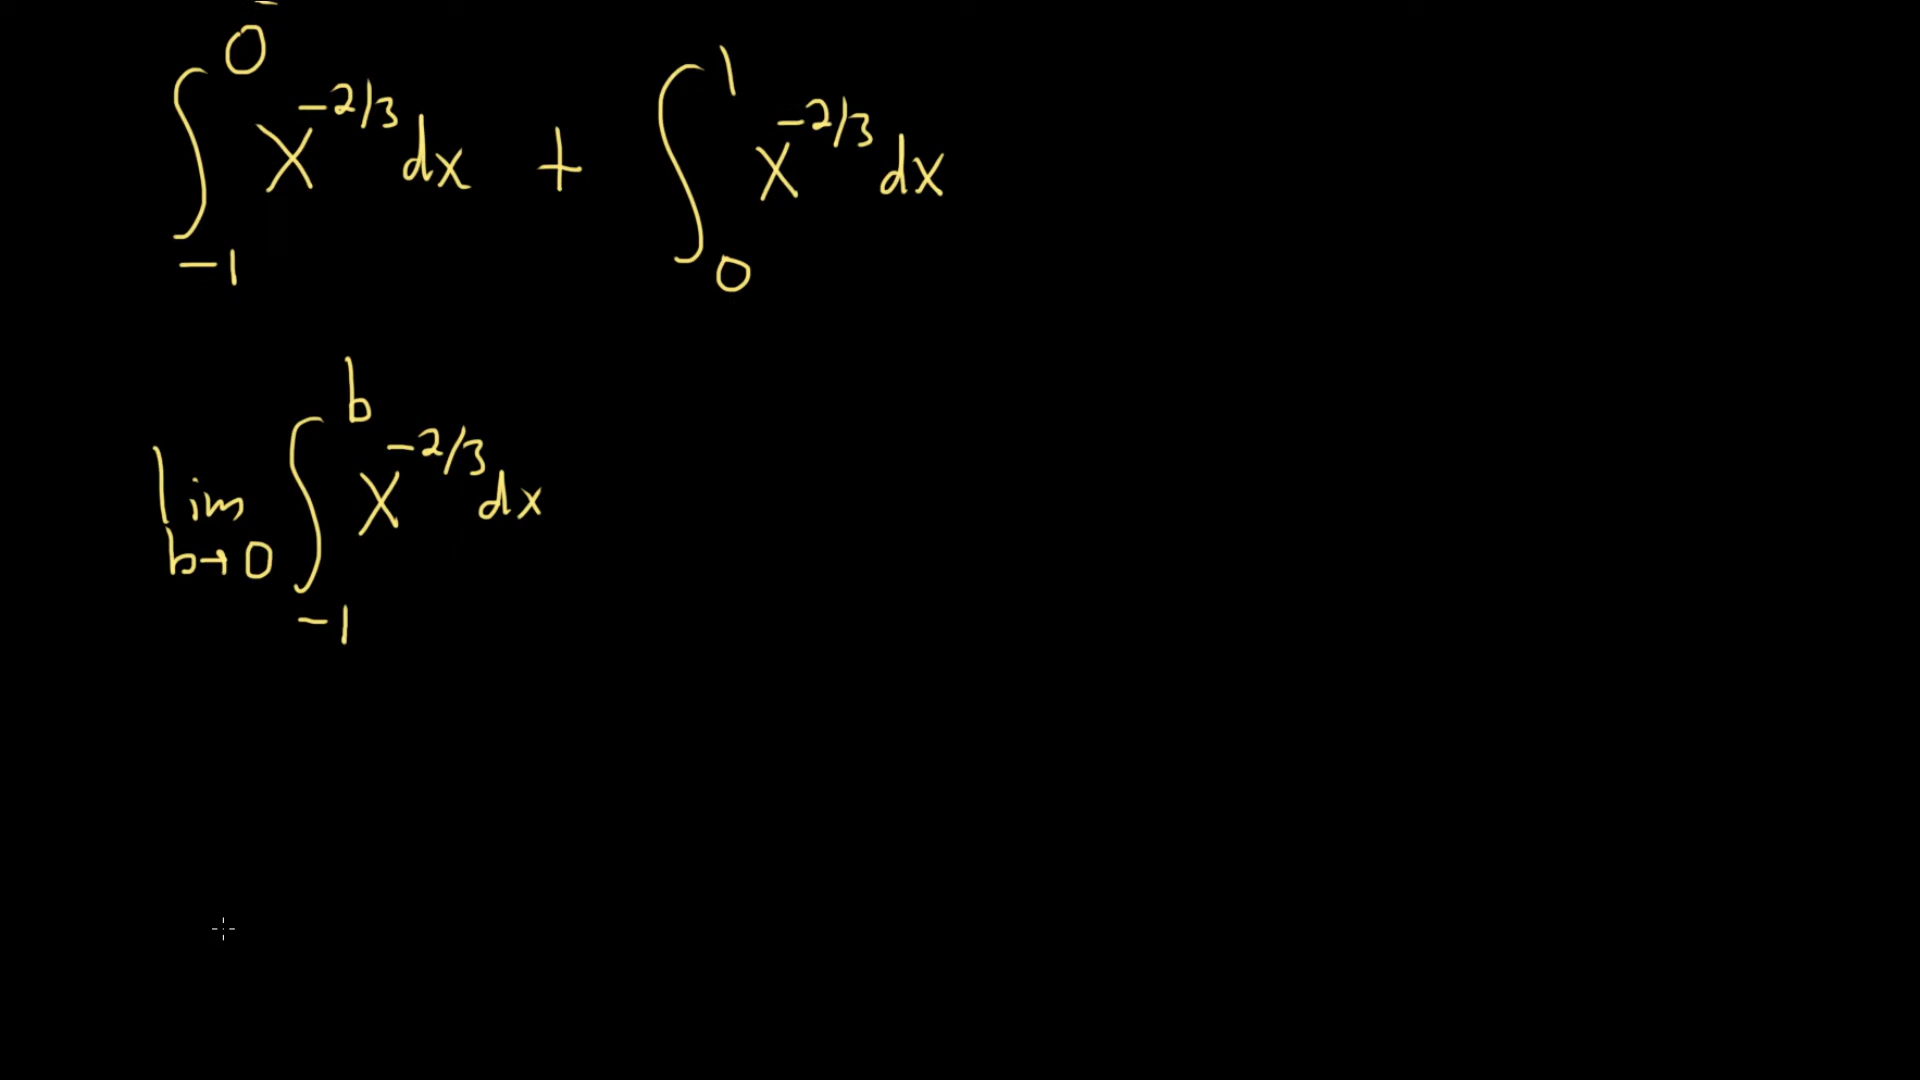 ∫_{-1}^{0} x^{-2/3} dx + ∫_{0}^{1} x^{-2/3} dx
lim_{b→0} ∫_{-1}^{b} x^{-2/3} dx